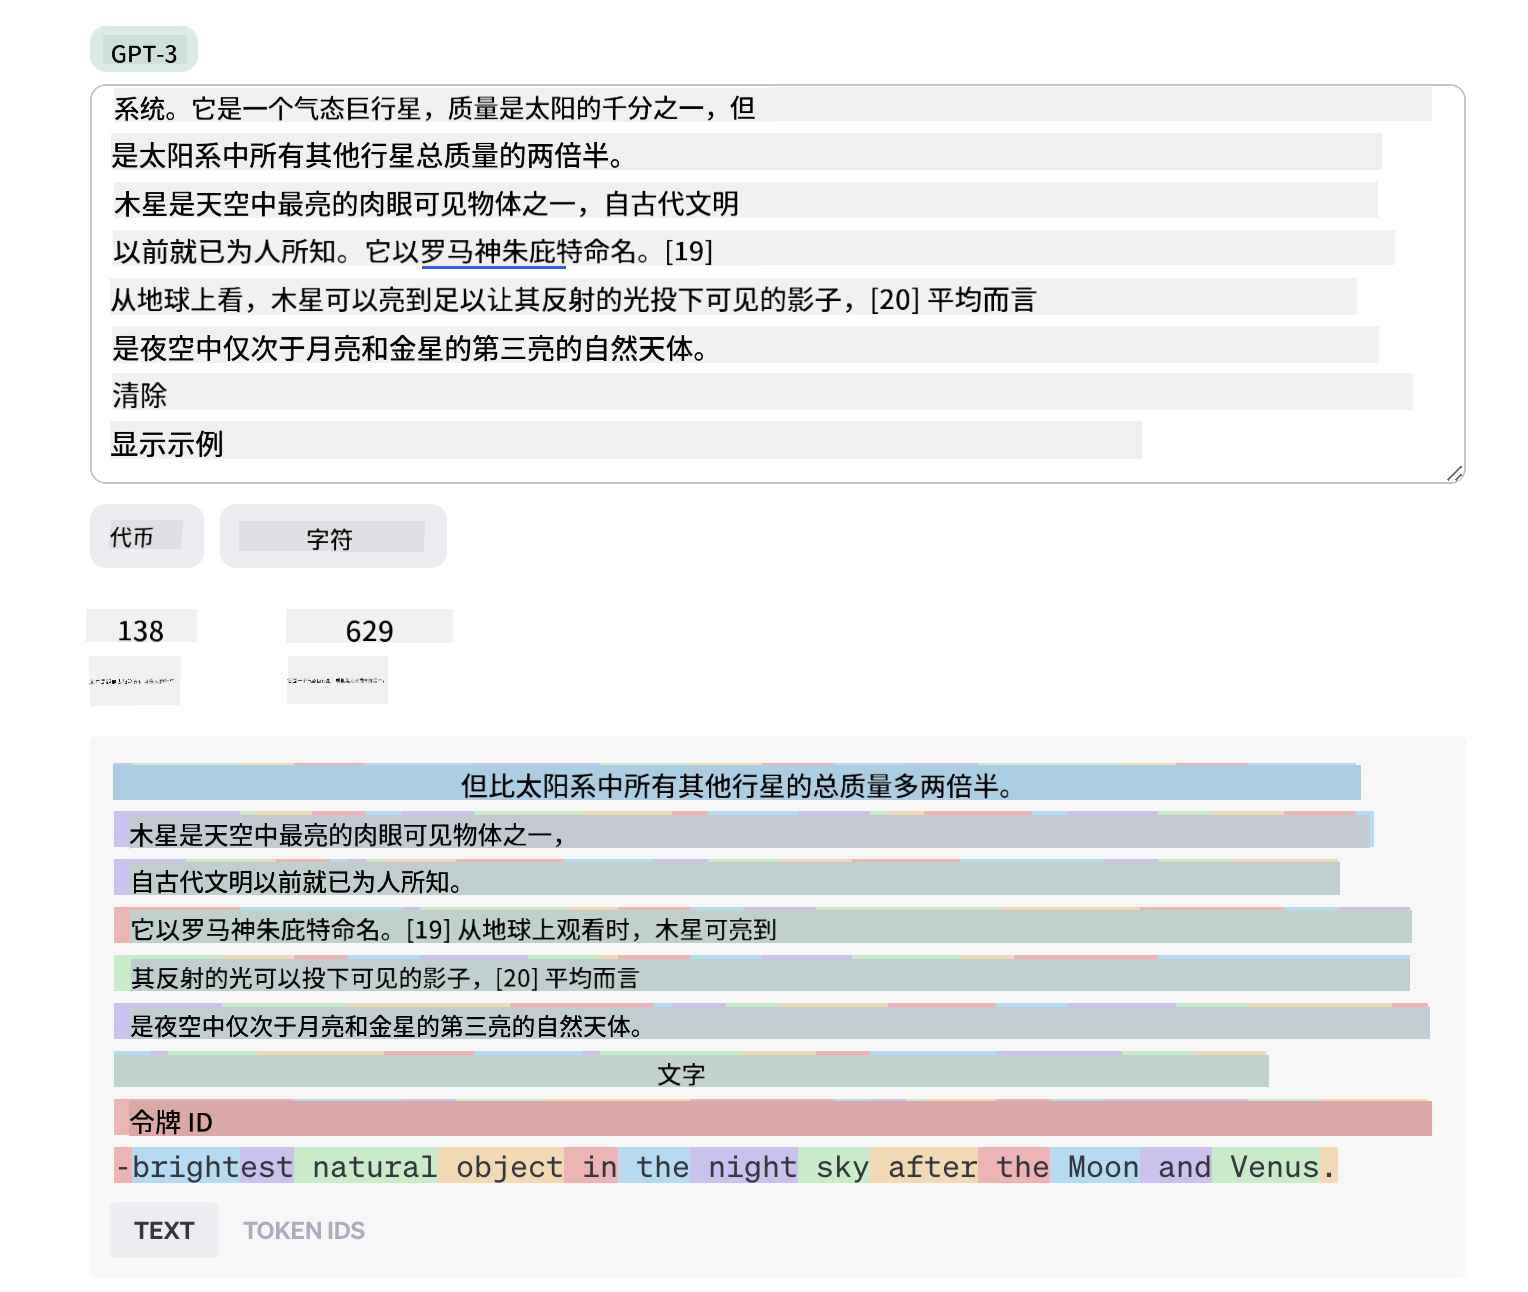 GPT-3
系统。它是一个气态巨行星，质量是太阳的千分之一，但
是太阳系中所有其他行星总质量的两倍半。
木星是天空中最亮的肉眼可见物体之一，自古代文明
以前就已为人所知。它以罗马神朱庇特命名。[19]
从地球上看，木星可以亮到足以让其反射的光投下可见的影子，[20] 平均而言
是夜空中仅次于月亮和金星的第三亮的自然天体。
清除
显示示例
代币 字符
138 629
但比太阳系中所有其他行星的总质量多两倍半。
木星是天空中最亮的肉眼可见物体之一，
自古代文明以前就已为人所知。
它以罗马神朱庇特命名。[19] 从地球上观看时，木星可亮到
其反射的光可以投下可见的影子，[20] 平均而言
是夜空中仅次于月亮和金星的第三亮的自然天体。
文字
令牌 ID
-brightest natural object in the night sky after the Moon and Venus.
TEXT TOKEN IDS